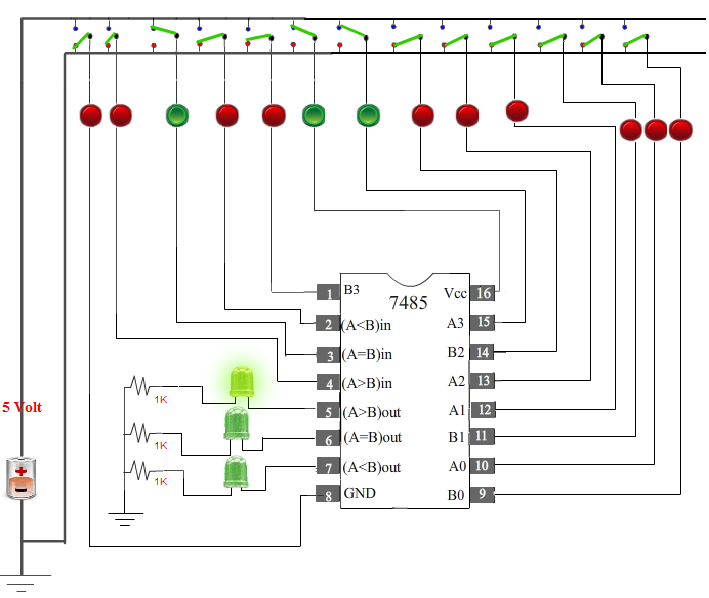 1 B3 Vcc 16
7485
2 (A<B)in A3 15
3 (A=B)in B2 14
4 (A>B)in A2 13
1K
5 Volt
5 (A>B)out A1 12
6 (A=B)out B1 11
1K
7 (A<B)out A0 10
1K
8 GND B0 9
+